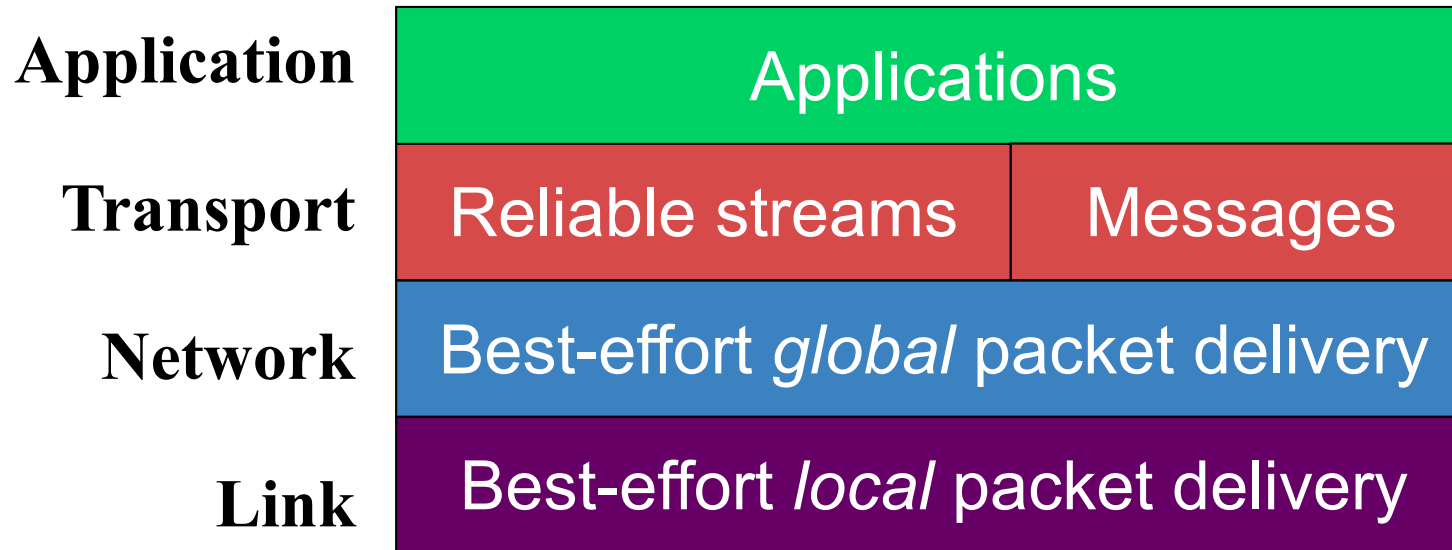 Application
Applications
Transport
Reliable streams
Messages
Network
Best-effort global packet delivery
Link
Best-effort local packet delivery